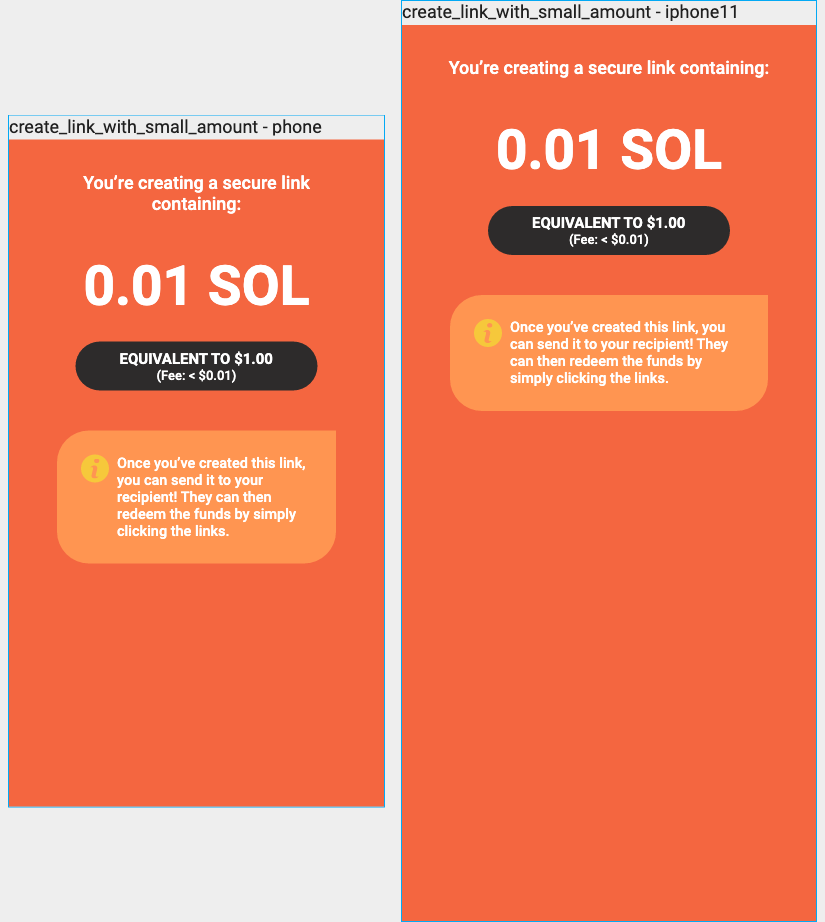 create_link_with_small_amount - phone
You’re creating a secure link
containing:
0.01 SOL
EQUIVALENT TO $1.00
(Fee: < $0.01)
i
Once you’ve created this link,
you can send it to your
recipient! They can then
redeem the funds by simply
clicking the links.
create_link_with_small_amount - iphone11
You’re creating a secure link containing:
0.01 SOL
EQUIVALENT TO $1.00
(Fee: < $0.01)
i
Once you’ve created this link, you
can send it to your recipient! They
can then redeem the funds by
simply clicking the links.